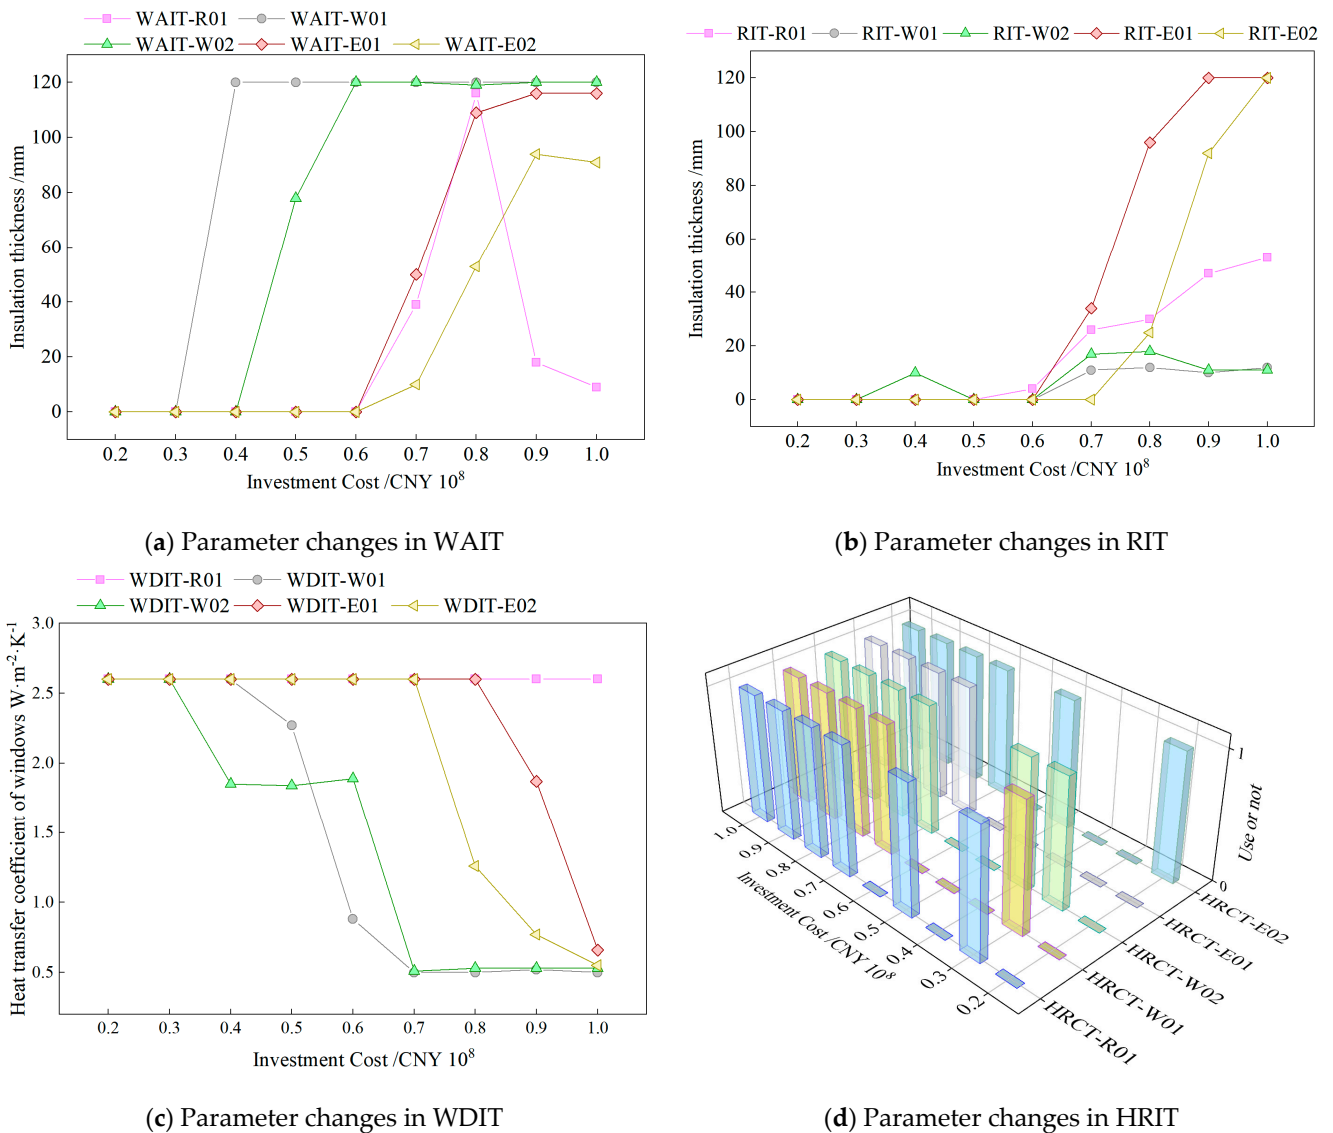 WAIT-R01 WAIT-W01
WAIT-W02 WAIT-E01 WAIT-E02
120
100
80
60
40
20
0
Insulation thickness /mm
0.2 0.3 0.4 0.5 0.6 0.7 0.8 0.9 1.0
Investment Cost /CNY 10⁸
(a) Parameter changes in WAIT
RIT-R01 RIT-W01 RIT-W02 RIT-E01 RIT-E02
120
100
80
60
40
20
0
Insulation thickness /mm
0.2 0.3 0.4 0.5 0.6 0.7 0.8 0.9 1.0
Investment Cost /CNY 10⁸
(b) Parameter changes in RIT
WDIT-R01 WDIT-W01
WDIT-W02 WDIT-E01 WDIT-E02
3.0
2.5
2.0
1.5
1.0
0.5
Heat transfer coefficient of windows W·m⁻²·K⁻¹
0.2 0.3 0.4 0.5 0.6 0.7 0.8 0.9 1.0
Investment Cost /CNY 10⁸
(c) Parameter changes in WDIT
1
0
Use or not
1.0 0.9 0.8 0.7 0.6 0.5 0.4 0.3 0.2
Investment Cost /CNY 10⁸
HRCT-E02
HRCT-E01
HRCT-W02
HRCT-W01
HRCT-R01
(d) Parameter changes in HRIT